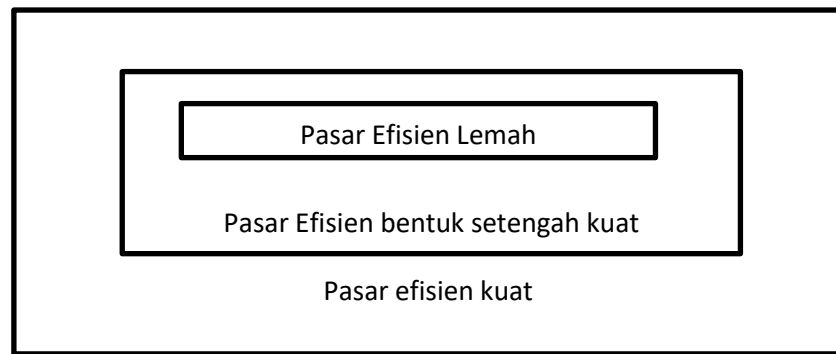 Pasar Efisien Lemah
Pasar Efisien bentuk setengah kuat
Pasar efisien kuat